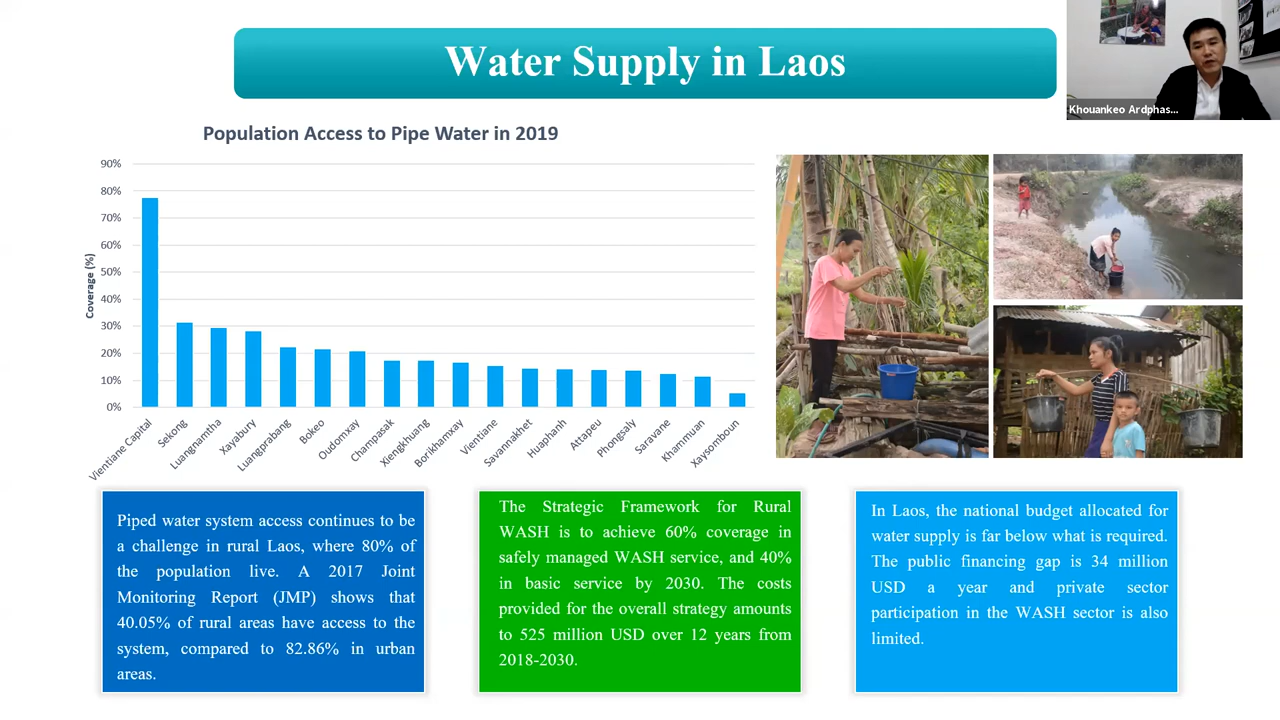 Water Supply in Laos
Khouankeo Ardphas...
Population Access to Pipe Water in 2019
Coverage (%)
90%
80%
70%
60%
50%
40%
30%
20%
10%
0%
Vientiane Capital
Sekong
Luangnamtha
Xayabury
Luangprabang
Bokeo
Oudomxay
Champasak
Xiengkhuang
Borikhamxay
Vientiane
Savannakhet
Huaphanh
Attapeu
Phongsaly
Saravane
Khammuan
Xaysomboun
Piped water system access continues to be
a challenge in rural Laos, where 80% of
the population live. A 2017 Joint
Monitoring Report (JMP) shows that
40.05% of rural areas have access to the
system, compared to 82.86% in urban
areas.
The Strategic Framework for Rural
WASH is to achieve 60% coverage in
safely managed WASH service, and 40%
in basic service by 2030. The costs
provided for the overall strategy amounts
to 525 million USD over 12 years from
2018-2030.
In Laos, the national budget allocated for
water supply is far below what is required.
The public financing gap is 34 million
USD a year and private sector
participation in the WASH sector is also
limited.